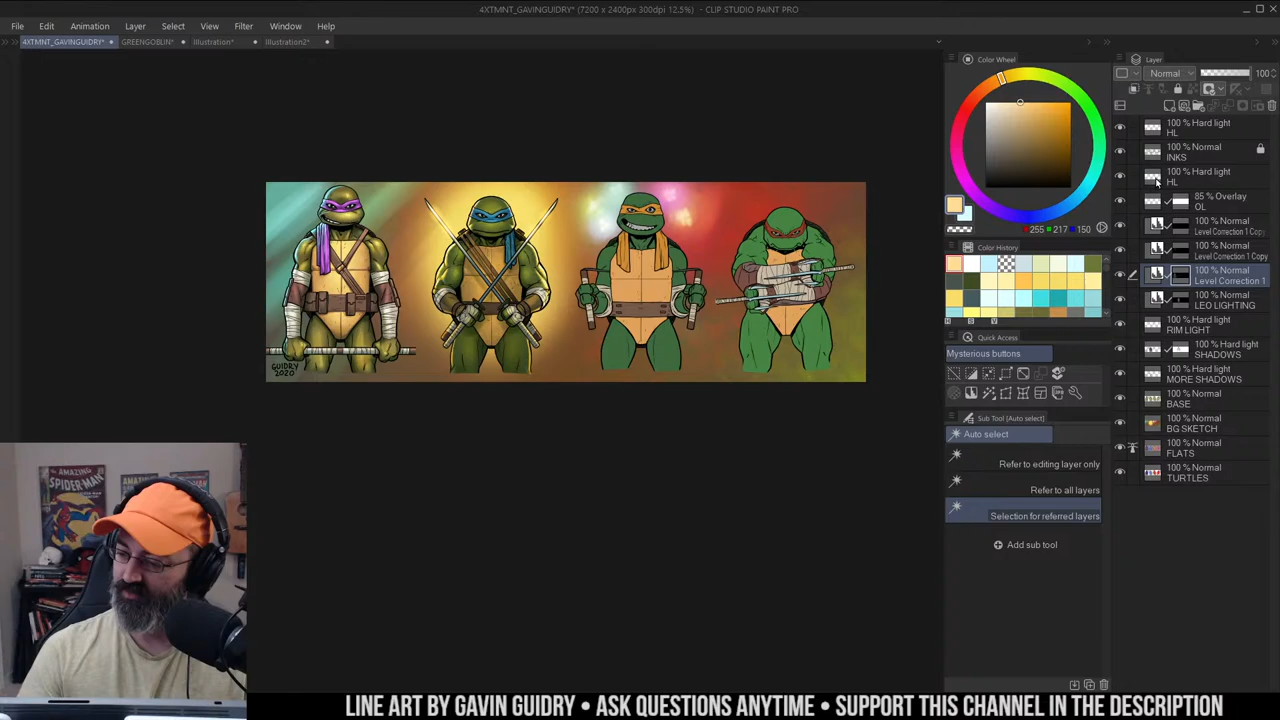 4XTMNT_GAVINGUIDRY* (7200 x 2400px 300dpi 12.5%) - CLIP STUDIO PAINT PRO
File Edit Animation Layer Select View Filter Window Help
4XTMNT_GAVINGUIDRY* GREENGOBLIN* Illustration* Illustration2*
Color Wheel
255 217 150
Color History
H S V
Quick Access
Mysterious buttons
Sub Tool [Auto select]
Auto select
Refer to editing layer only
Refer to all layers
Selection for referred layers
Add sub tool
Layer
Normal 100
100 % Hard light
HL
100 % Normal
INKS
100 % Hard light
HL
85 % Overlay
OL
100 % Normal
Level Correction 1 Copy
100 % Normal
Level Correction 1 Copy
100 % Normal
Level Correction 1
100 % Normal
LEO LIGHTING
100 % Hard light
RIM LIGHT
100 % Hard light
SHADOWS
100 % Hard light
MORE SHADOWS
100 % Normal
BASE
100 % Normal
BG SKETCH
100 % Normal
FLATS
100 % Normal
TURTLES
GUIDRY
2020
AMAZING
SPIDER-MAN
LINE ART BY GAVIN GUIDRY • ASK QUESTIONS ANYTIME • SUPPORT THIS CHANNEL IN THE DESCRIPTION